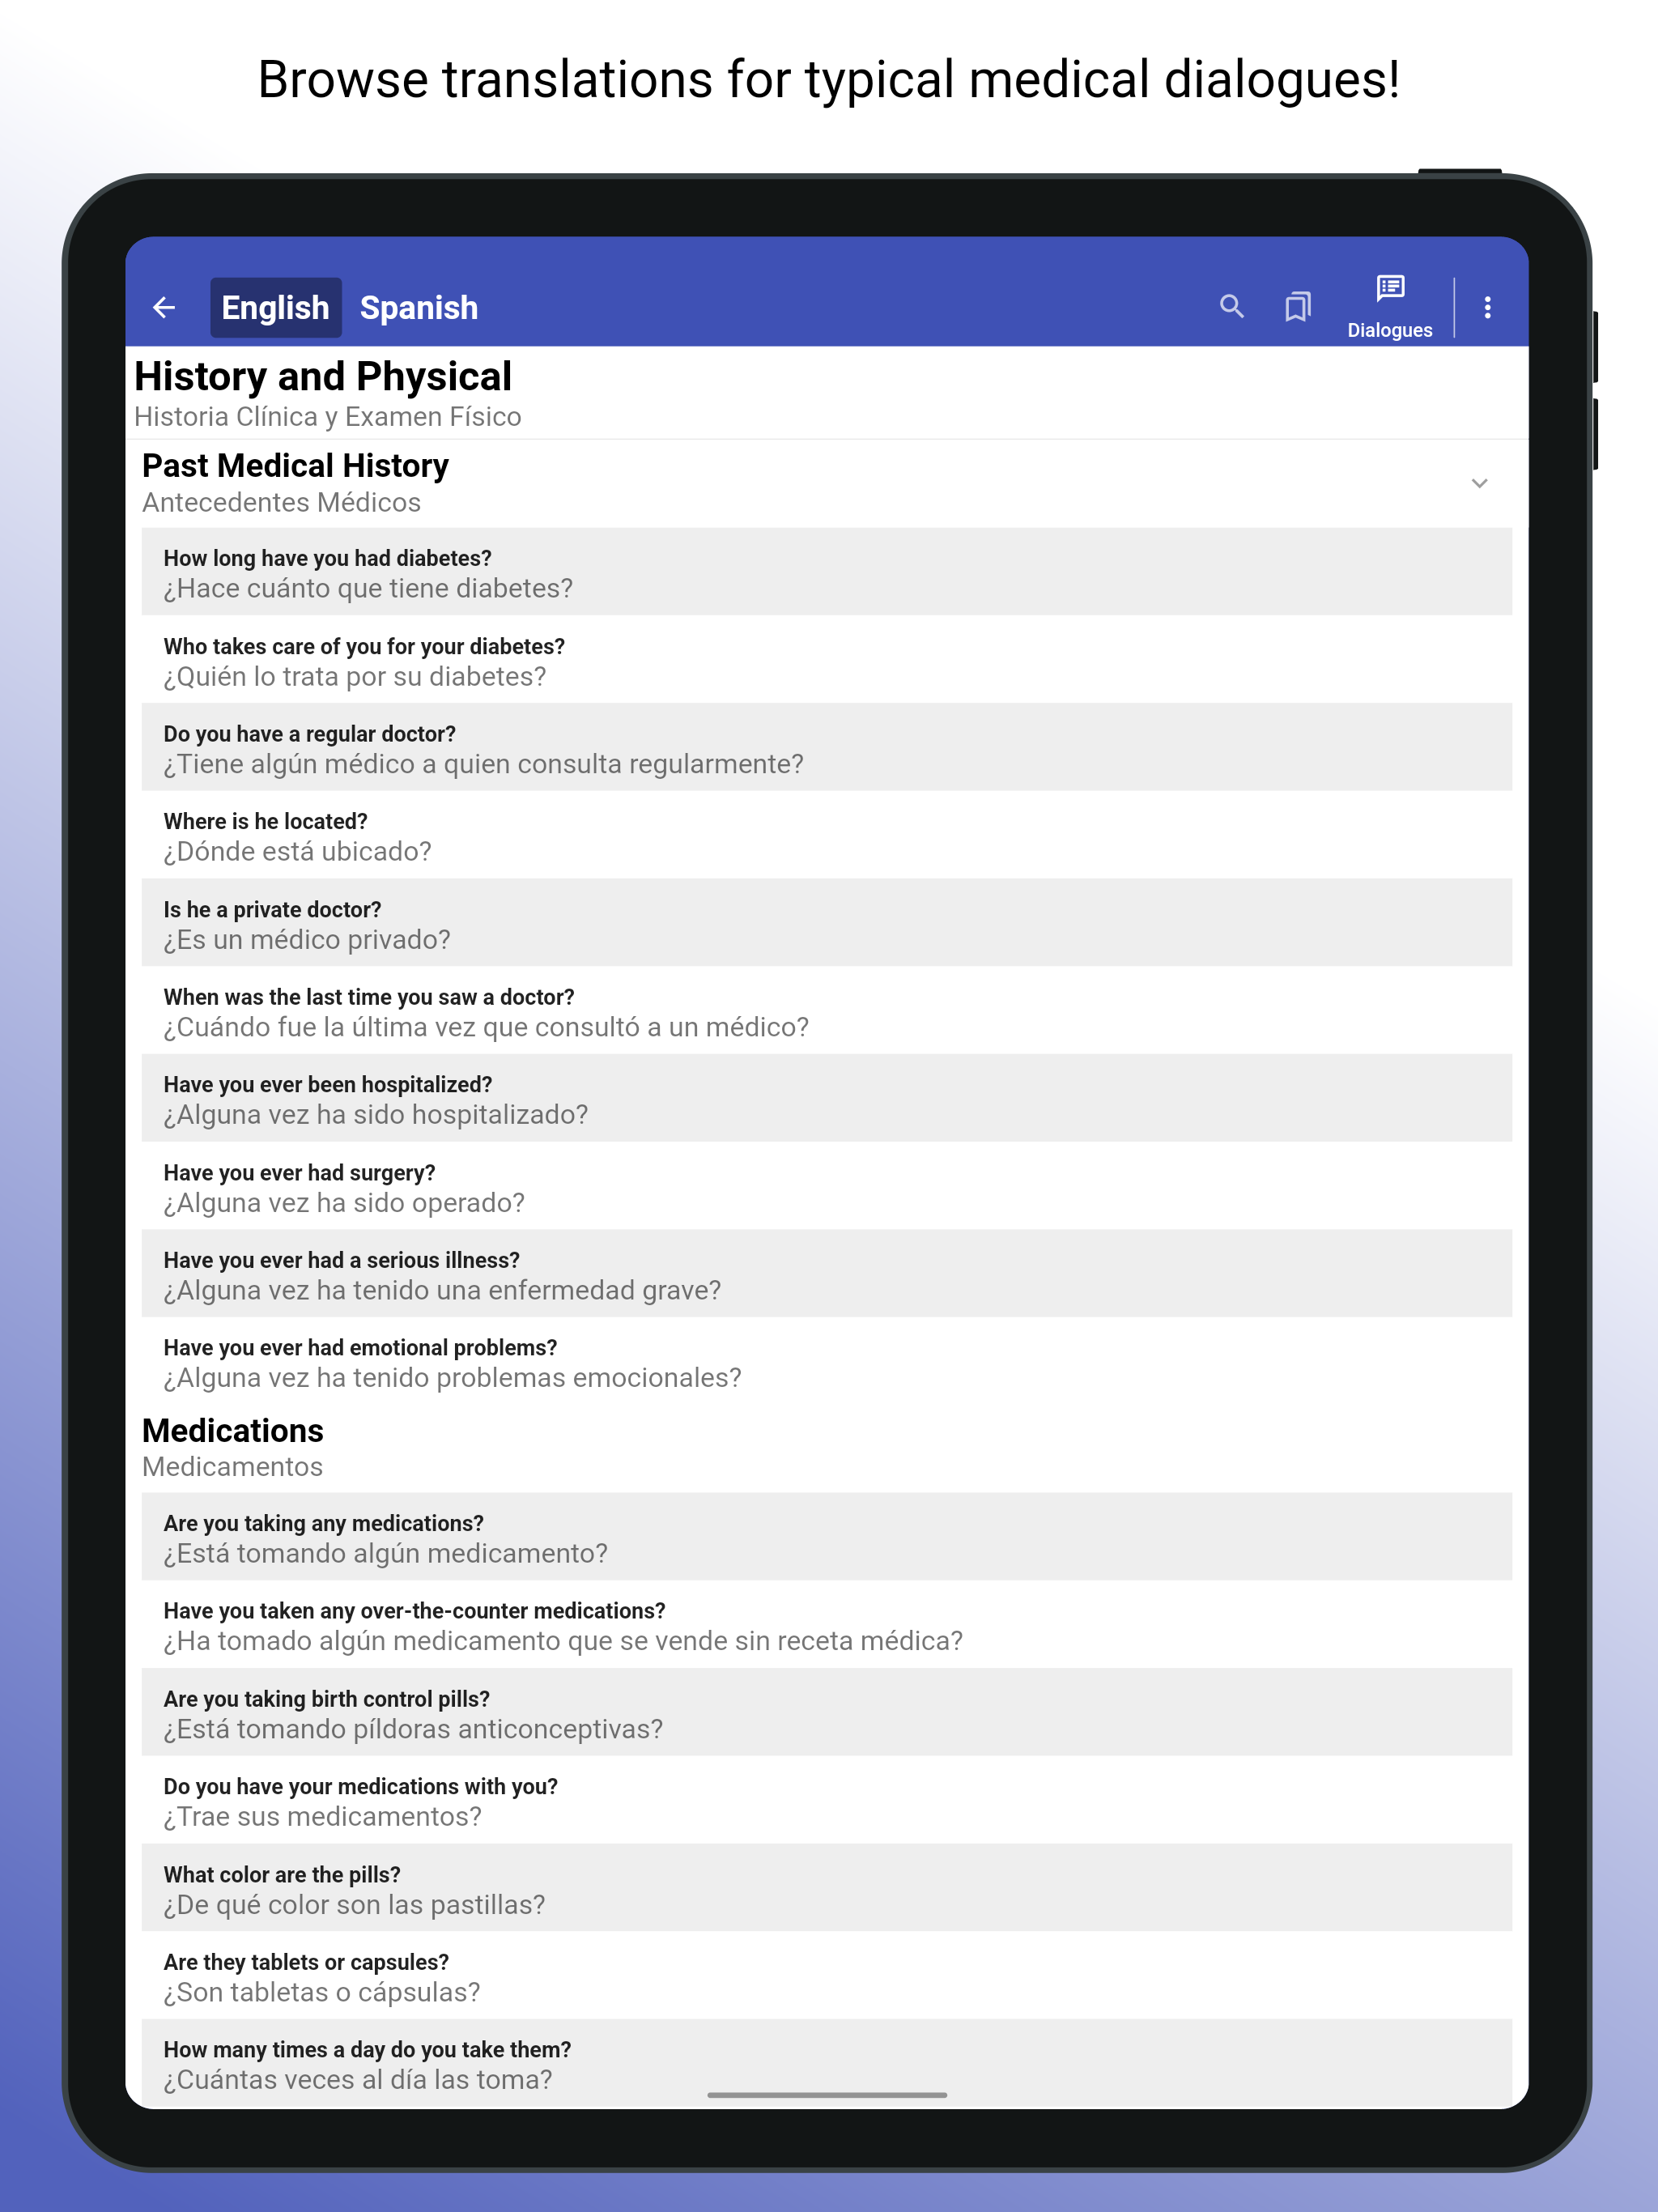 Browse translations for typical medical dialogues!
English Spanish
Dialogues
History and Physical
Historia Clínica y Examen Físico
Past Medical History
Antecedentes Médicos
How long have you had diabetes?
¿Hace cuánto que tiene diabetes?
Who takes care of you for your diabetes?
¿Quién lo trata por su diabetes?
Do you have a regular doctor?
¿Tiene algún médico a quien consulta regularmente?
Where is he located?
¿Dónde está ubicado?
Is he a private doctor?
¿Es un médico privado?
When was the last time you saw a doctor?
¿Cuándo fue la última vez que consultó a un médico?
Have you ever been hospitalized?
¿Alguna vez ha sido hospitalizado?
Have you ever had surgery?
¿Alguna vez ha sido operado?
Have you ever had a serious illness?
¿Alguna vez ha tenido una enfermedad grave?
Have you ever had emotional problems?
¿Alguna vez ha tenido problemas emocionales?
Medications
Medicamentos
Are you taking any medications?
¿Está tomando algún medicamento?
Have you taken any over-the-counter medications?
¿Ha tomado algún medicamento que se vende sin receta médica?
Are you taking birth control pills?
¿Está tomando píldoras anticonceptivas?
Do you have your medications with you?
¿Trae sus medicamentos?
What color are the pills?
¿De qué color son las pastillas?
Are they tablets or capsules?
¿Son tabletas o cápsulas?
How many times a day do you take them?
¿Cuántas veces al día las toma?